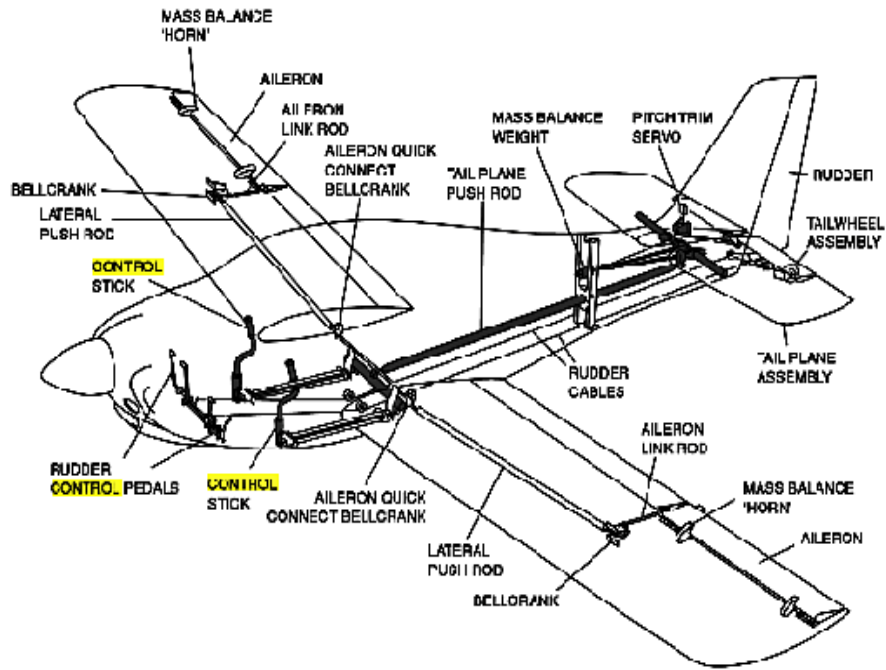 MASS BALANCE
'HORN'
AILERON
AILERON
LINK ROD
AILERON QUICK
CONNECT
BELLCRANK
MASS BALANCE
WEIGHT
PITCH TRIM
SERVO
TAIL PLANE
PUSH ROD
RUDDER
BELLCRANK
LATERAL
PUSH ROD
TAILWHEEL
ASSEMBLY
CONTROL
STICK
TAIL PLANE
ASSEMBLY
RUDDER
CABLES
RUDDER
CONTROL PEDALS
CONTROL
STICK
AILERON QUICK
CONNECT BELLCRANK
AILERON
LINK ROD
MASS BALANCE
'HORN'
AILERON
LATERAL
PUSH ROD
BELLCRANK